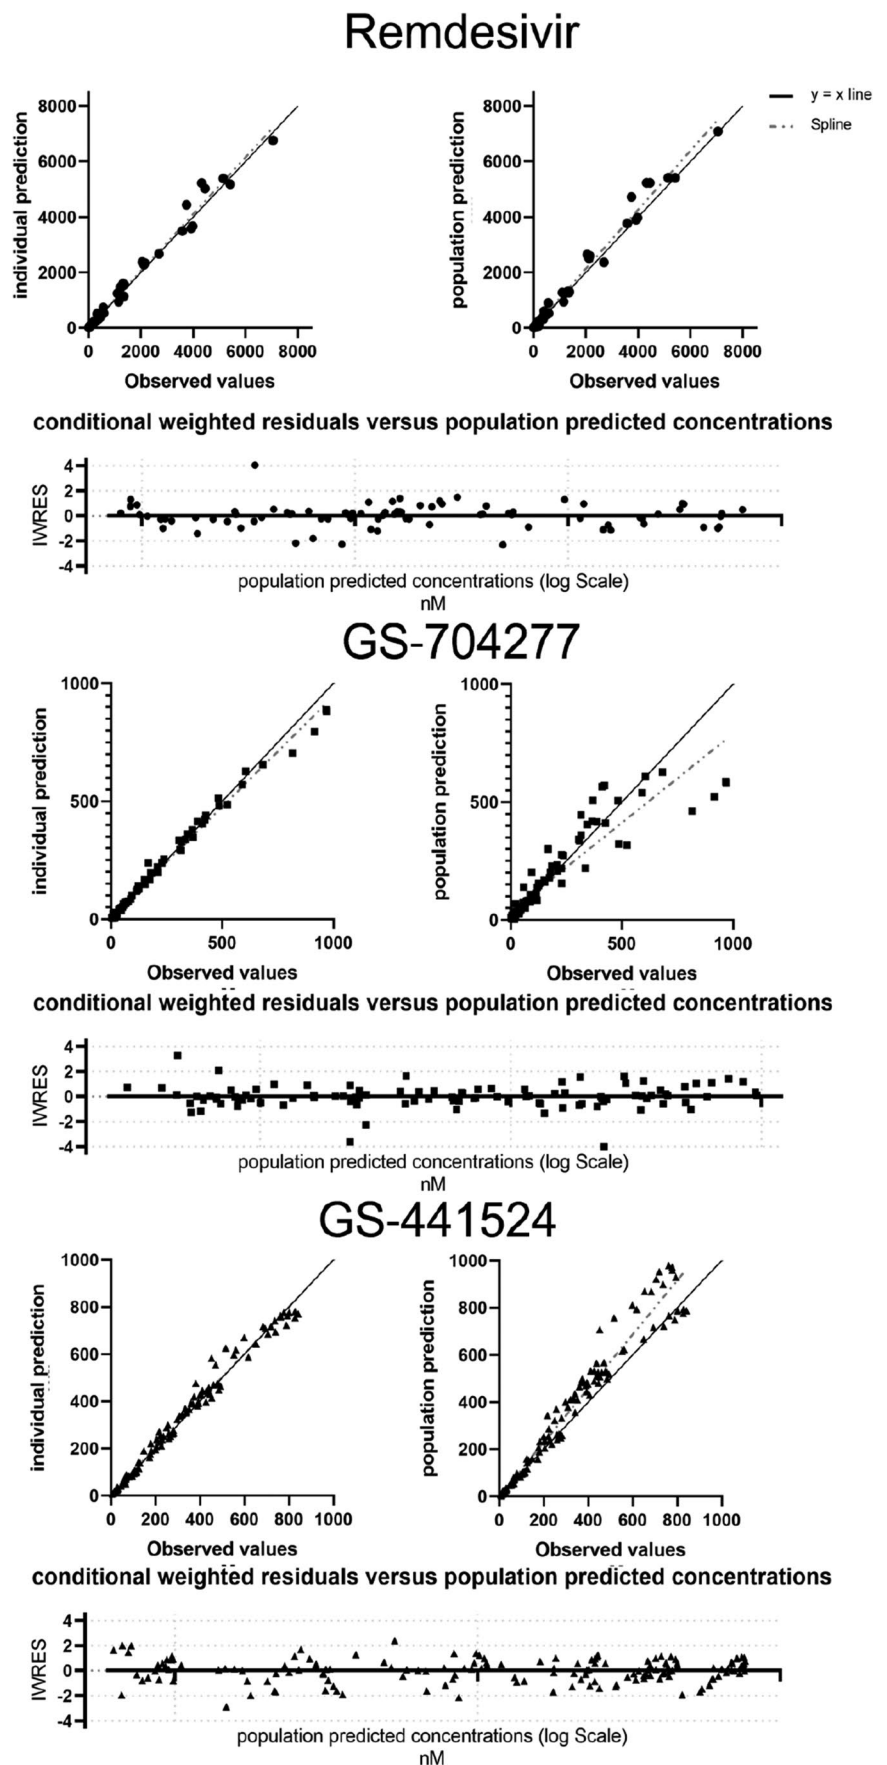 Remdesivir
8000
6000
4000
2000
0
individual prediction
0 2000 4000 6000 8000
Observed values
8000
6000
4000
2000
0
population prediction
0 2000 4000 6000 8000
Observed values
y = x line
Spline
conditional weighted residuals versus population predicted concentrations
4
2
0
-2
-4
IWRES
population predicted concentrations (log Scale)
nM
GS-704277
1000
500
0
individual prediction
0 500 1000
Observed values
1000
500
0
population prediction
0 500 1000
Observed values
conditional weighted residuals versus population predicted concentrations
4
2
0
-2
-4
IWRES
population predicted concentrations (log Scale)
nM
GS-441524
1000
800
600
400
200
0
individual prediction
0 200 400 600 800 1000
Observed values
1000
800
600
400
200
0
population prediction
0 200 400 600 800 1000
Observed values
conditional weighted residuals versus population predicted concentrations
4
2
0
-2
-4
IWRES
population predicted concentrations (log Scale)
nM